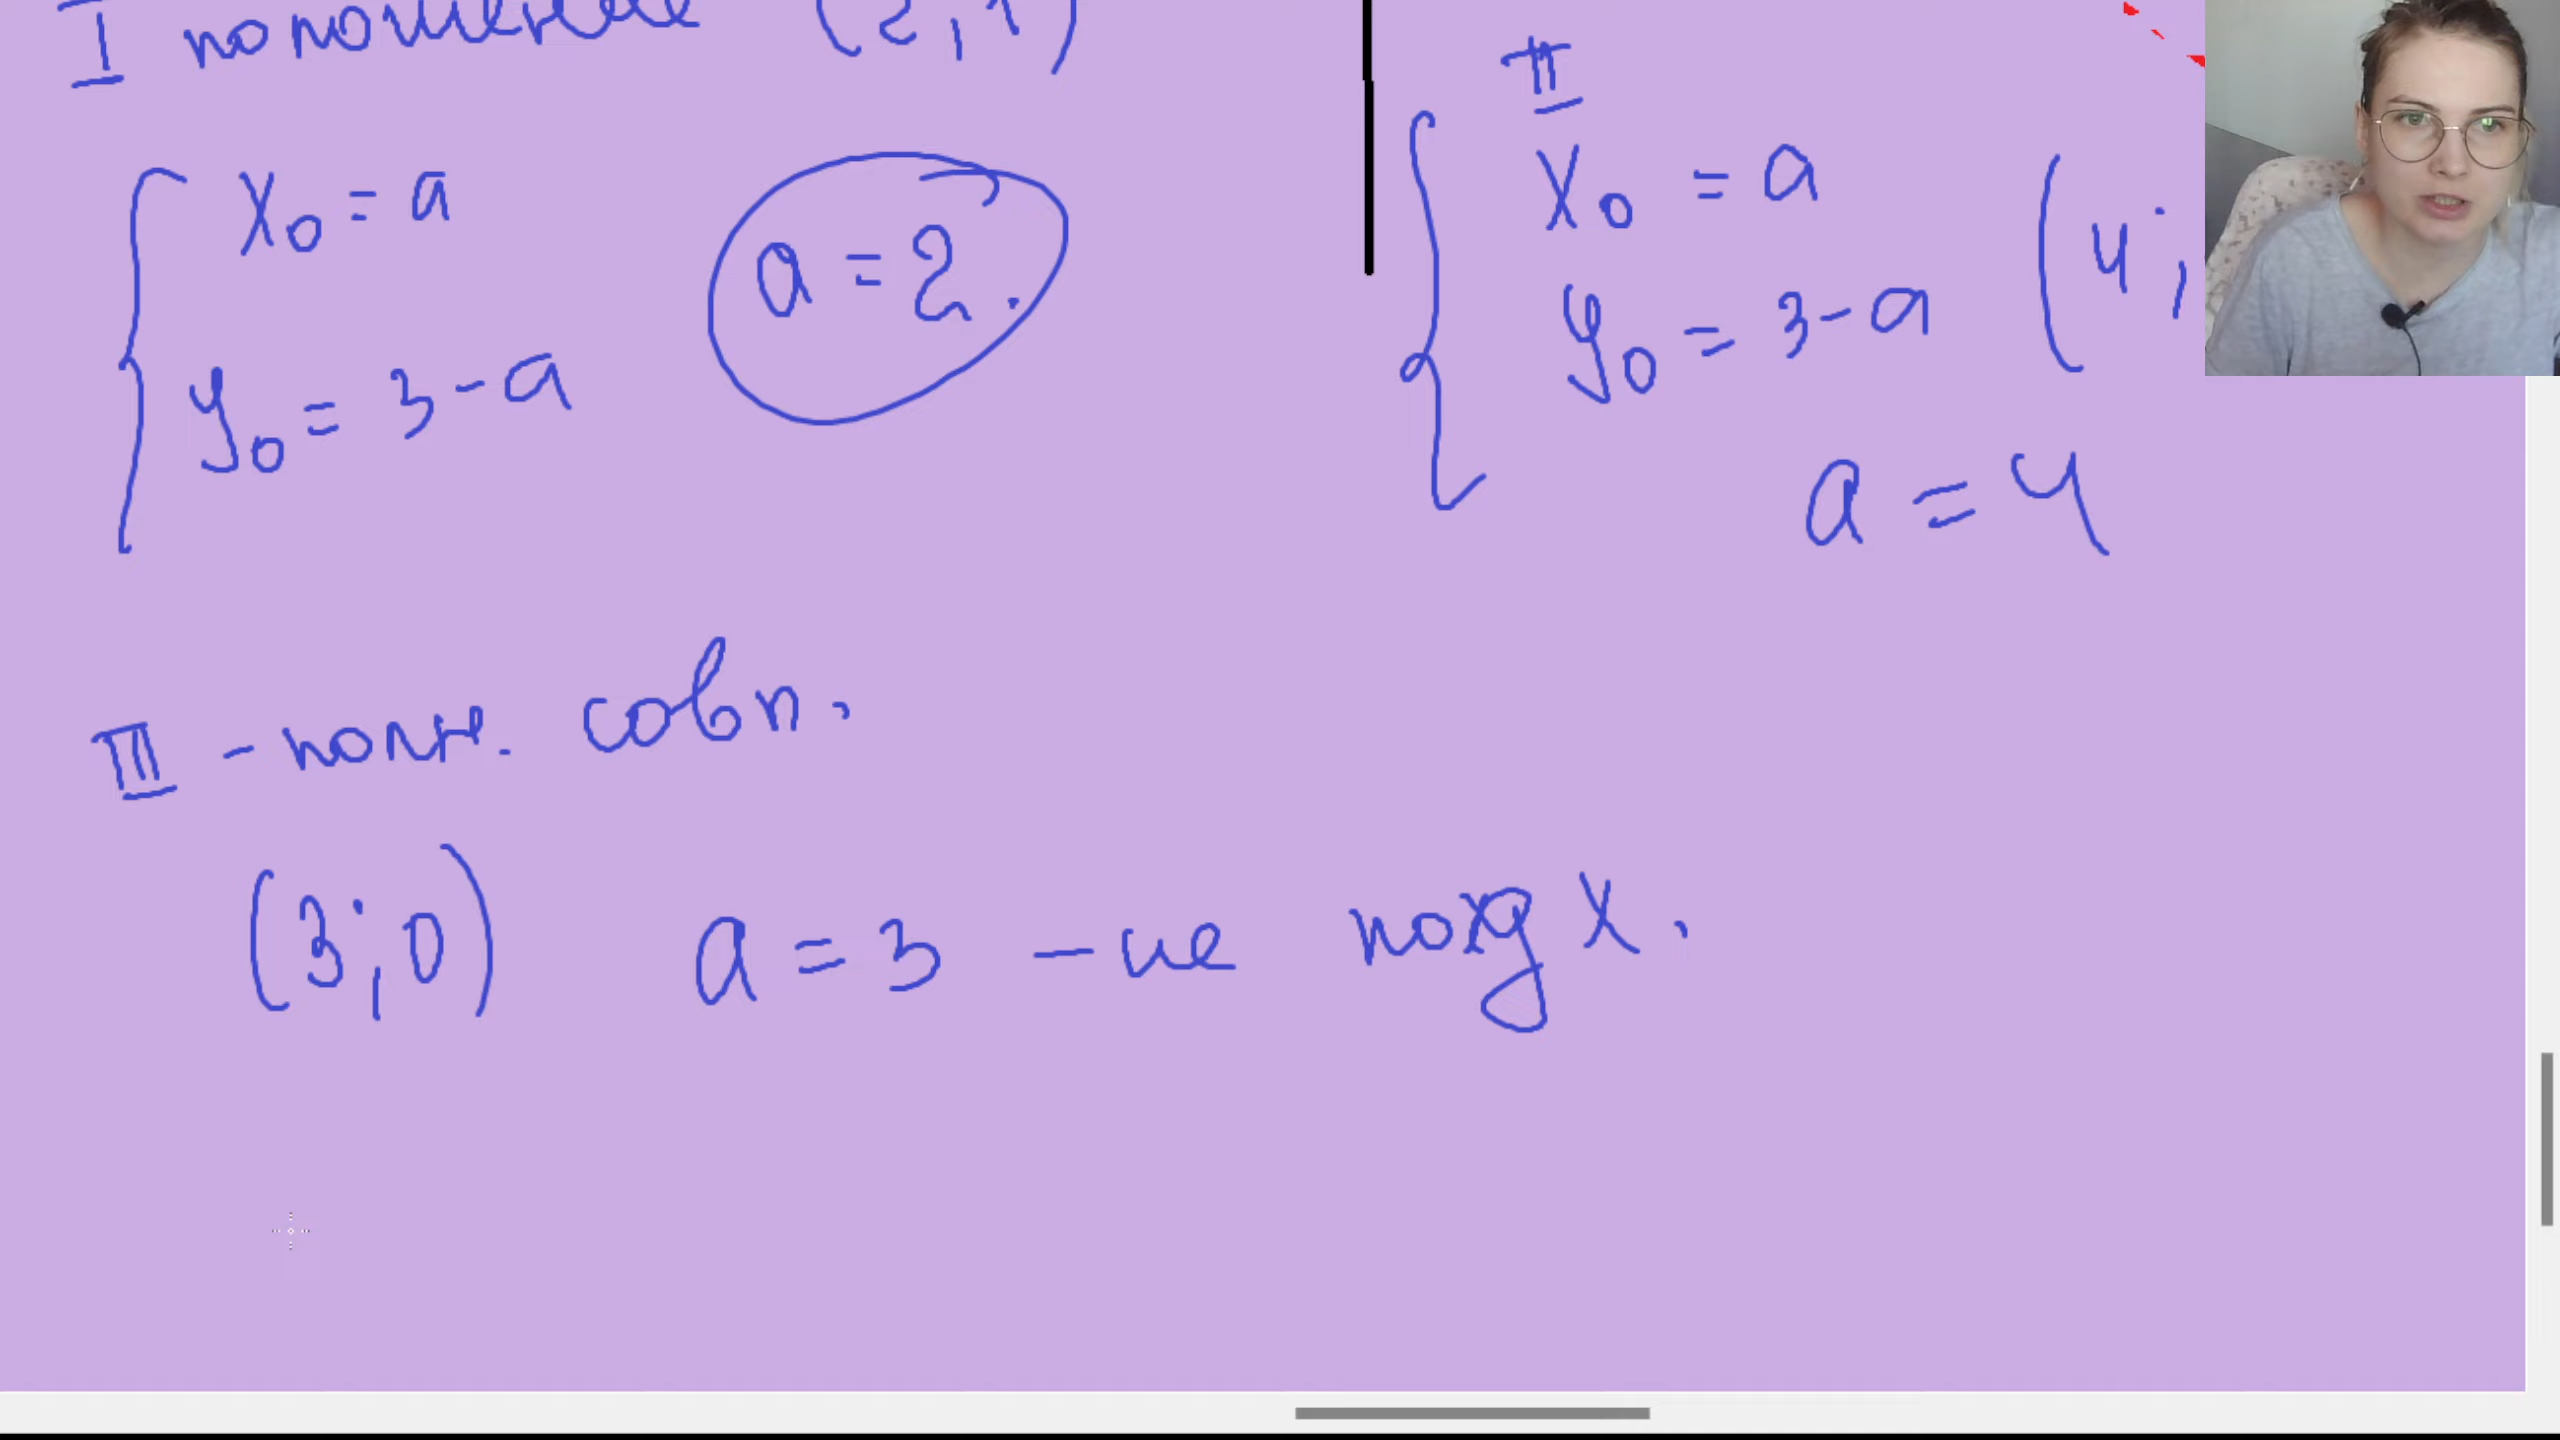 I положение (2,1)
x₀ = a
y₀ = 3-a
a = 2.
II
x₀ = a
y₀ = 3-a
(4;
a = 4
III - полн. совп.
(3;0) a = 3 - не подх.